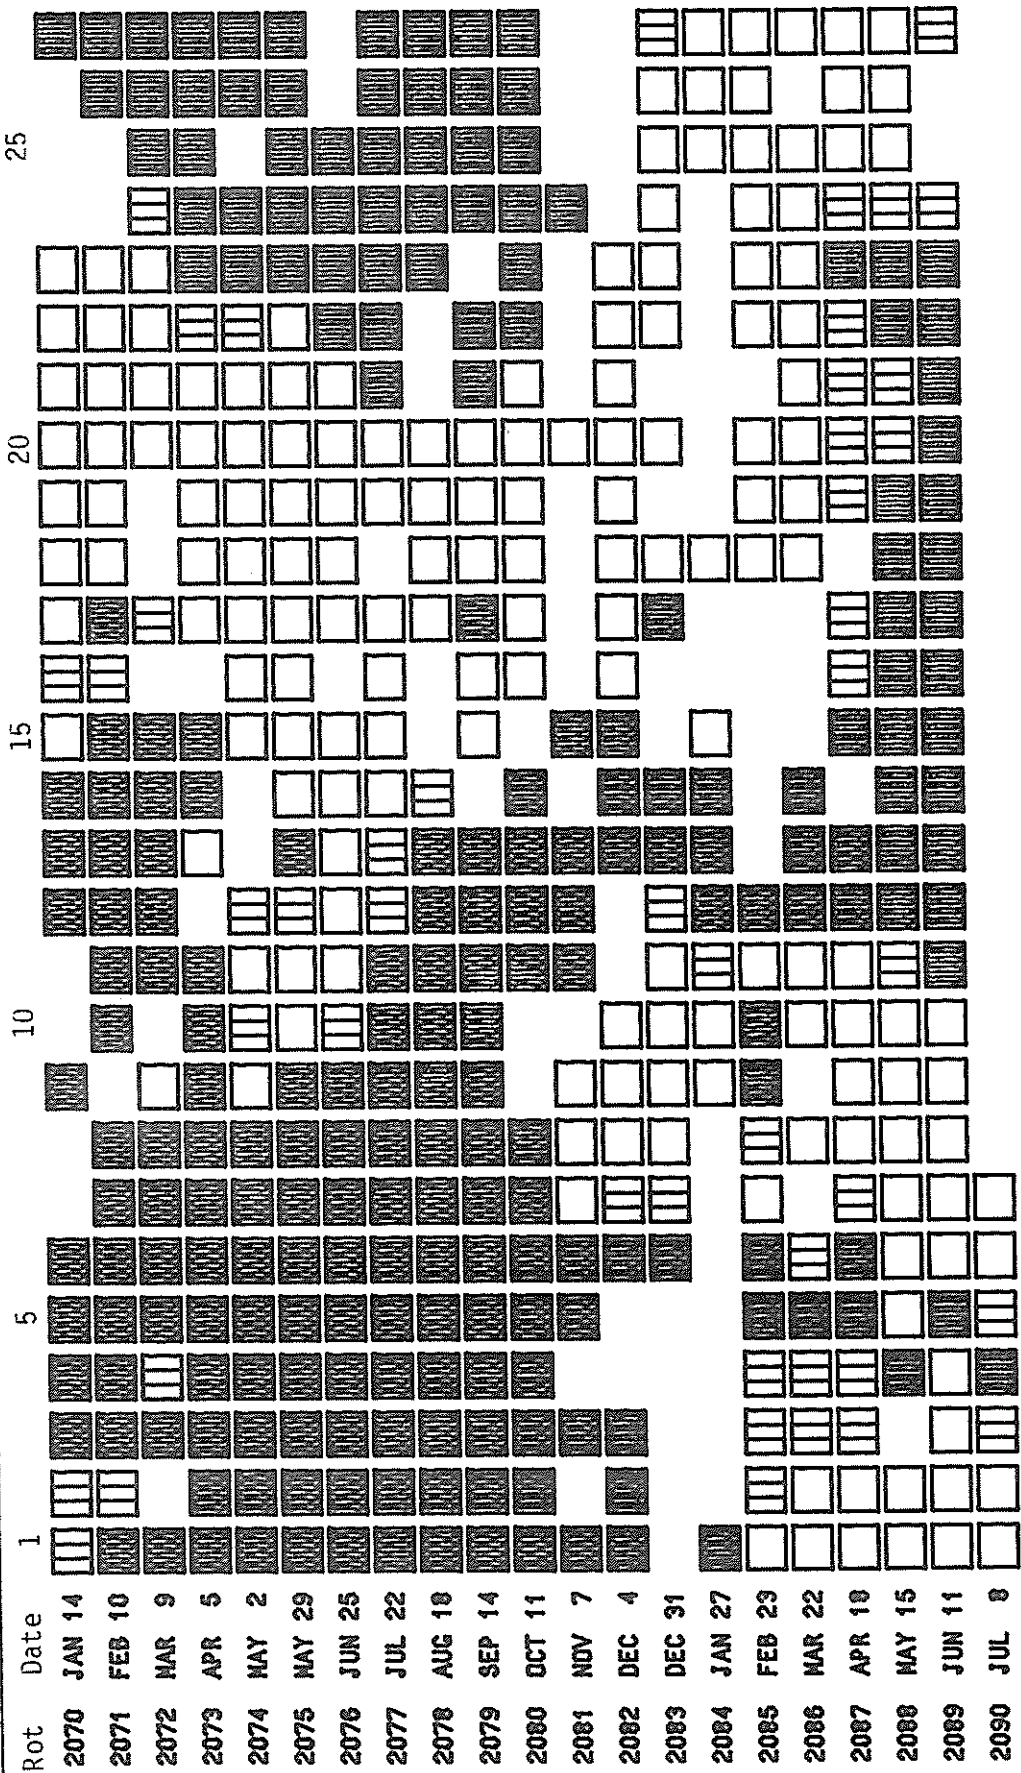 Rot Date 1 5 10 15 20 25
2070 JAN 14
2071 FEB 10
2072 MAR 9
2073 APR 5
2074 MAY 2
2075 MAY 29
2076 JUN 25
2077 JUL 22
2078 AUG 18
2079 SEP 14
2080 OCT 11
2081 NOV 7
2082 DEC 4
2083 DEC 31
2084 JAN 27
2085 FEB 23
2086 MAR 22
2087 APR 18
2088 MAY 15
2089 JUN 11
2090 JUL 8